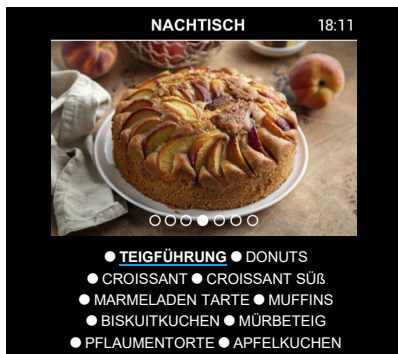 NACHTISCH 18:11
● TEIGFÜHRUNG ● DONUTS
● CROISSANT ● CROISSANT SÜß
● MARMELADEN TARTE ● MUFFINS
● BISKUITKUCHEN ● MÜRBETEIG
● PFLAUMENTORTE ● APFELKUCHEN